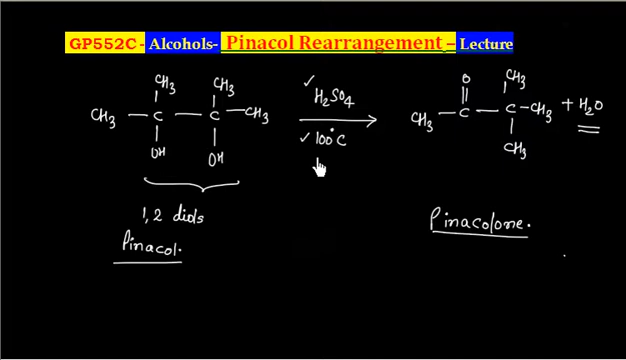 GP552C- Alcohols- Pinacol Rearrangement – Lecture
CH3 CH3 O CH3
CH3 – C – C – CH3 ✓ H2SO4 CH3 – C – C – CH3 + H2O
OH OH ✓ 100°C CH3
1,2 diols
Pinacol.
Pinacolone.